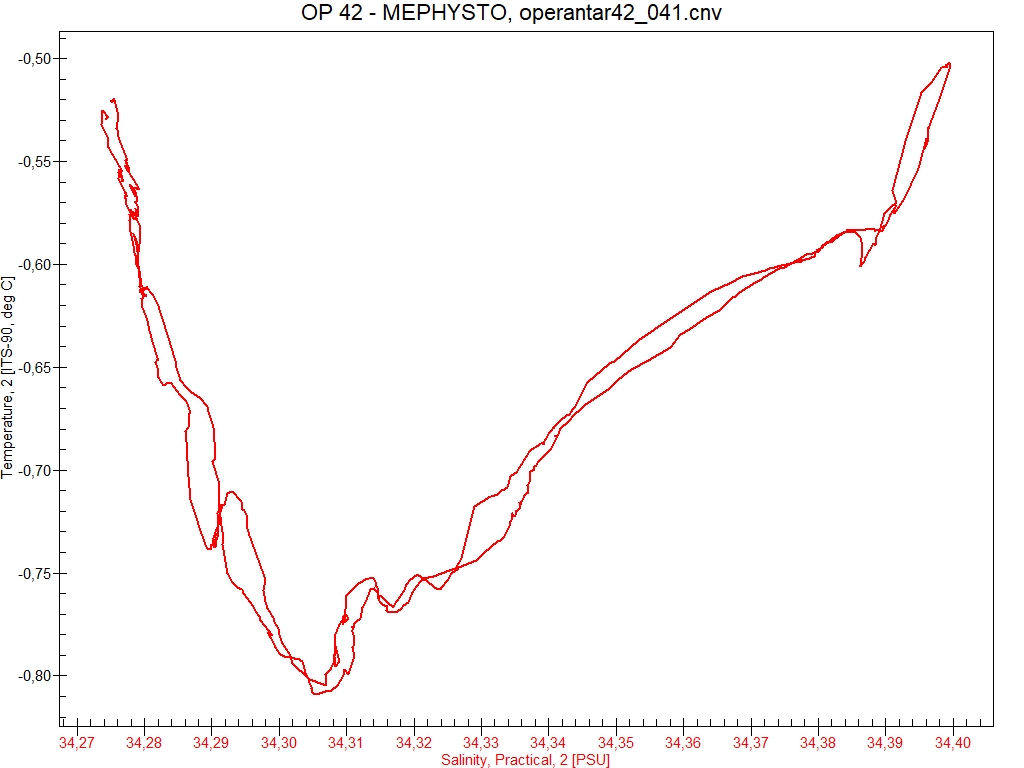 OP 42 - MEPHYSTO, operantar42_041.cnv
-0,50
-0,55
-0,60
-0,65
-0,70
-0,75
-0,80
Temperature, 2 [ITS-90, deg C]
34,27 34,28 34,29 34,30 34,31 34,32 34,33 34,34 34,35 34,36 34,37 34,38 34,39 34,40
Salinity, Practical, 2 [PSU]